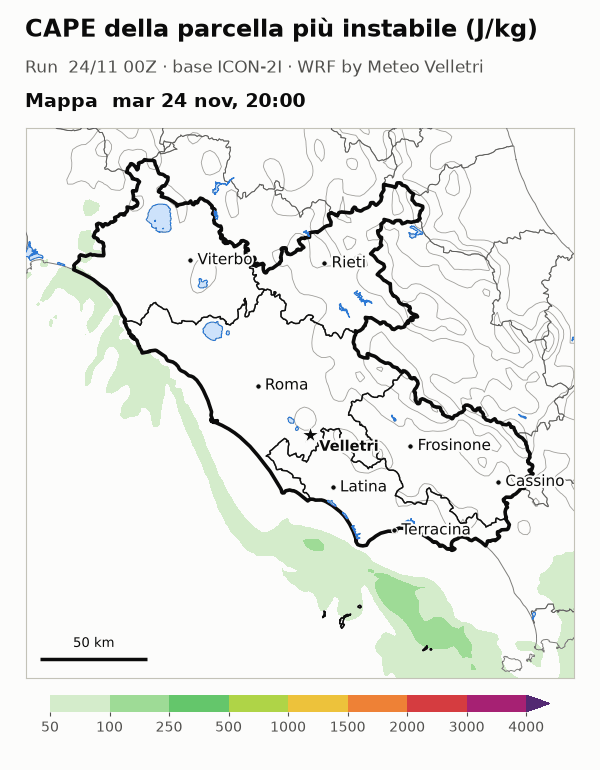 CAPE della parcella più instabile (J/kg)
Run  24/11 00Z · base ICON-2I · WRF by Meteo Velletri
Mappa  mar 24 nov, 20:00
Viterbo
Rieti
Roma
Velletri
Frosinone
Cassino
Latina
Terracina
50 km
50 100 250 500 1000 1500 2000 3000 4000